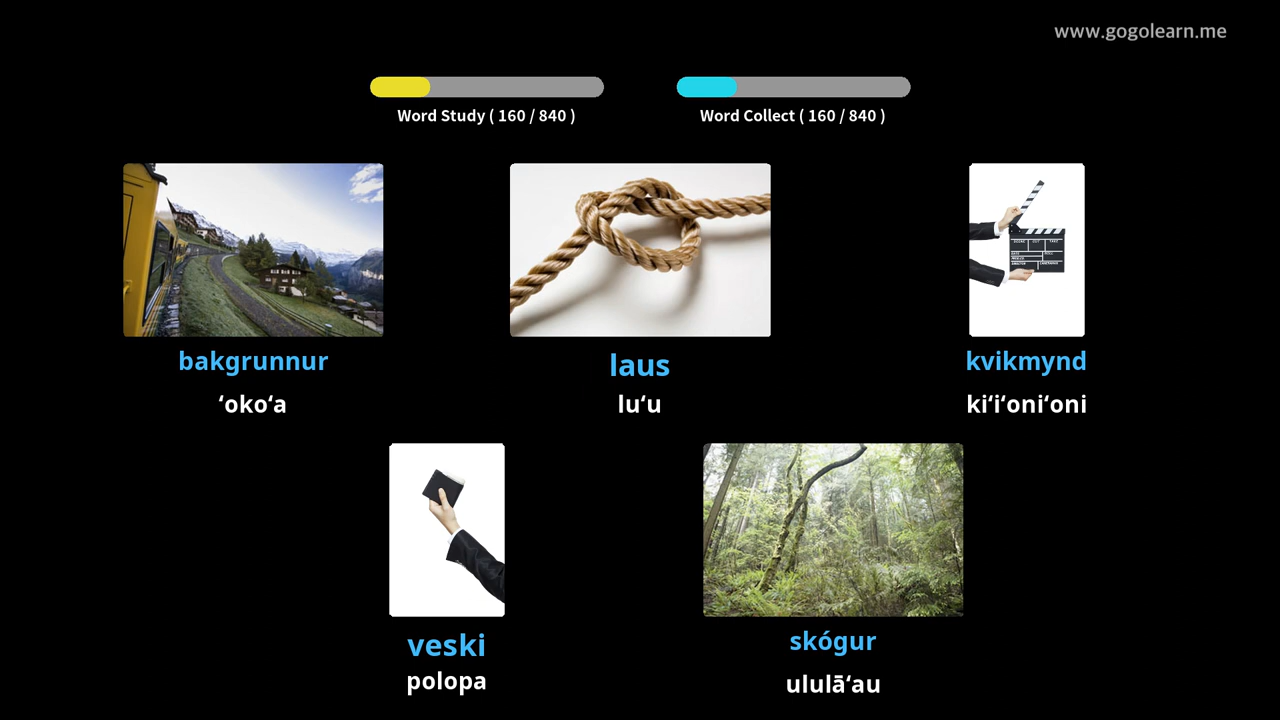 www.gogolearn.me
Word Study ( 160 / 840 )
Word Collect ( 160 / 840 )
bakgrunnur
ʻokoʻa
laus
luʻu
kvikmynd
kiʻiʻoniʻoni
veski
polopa
skógur
ululāʻau